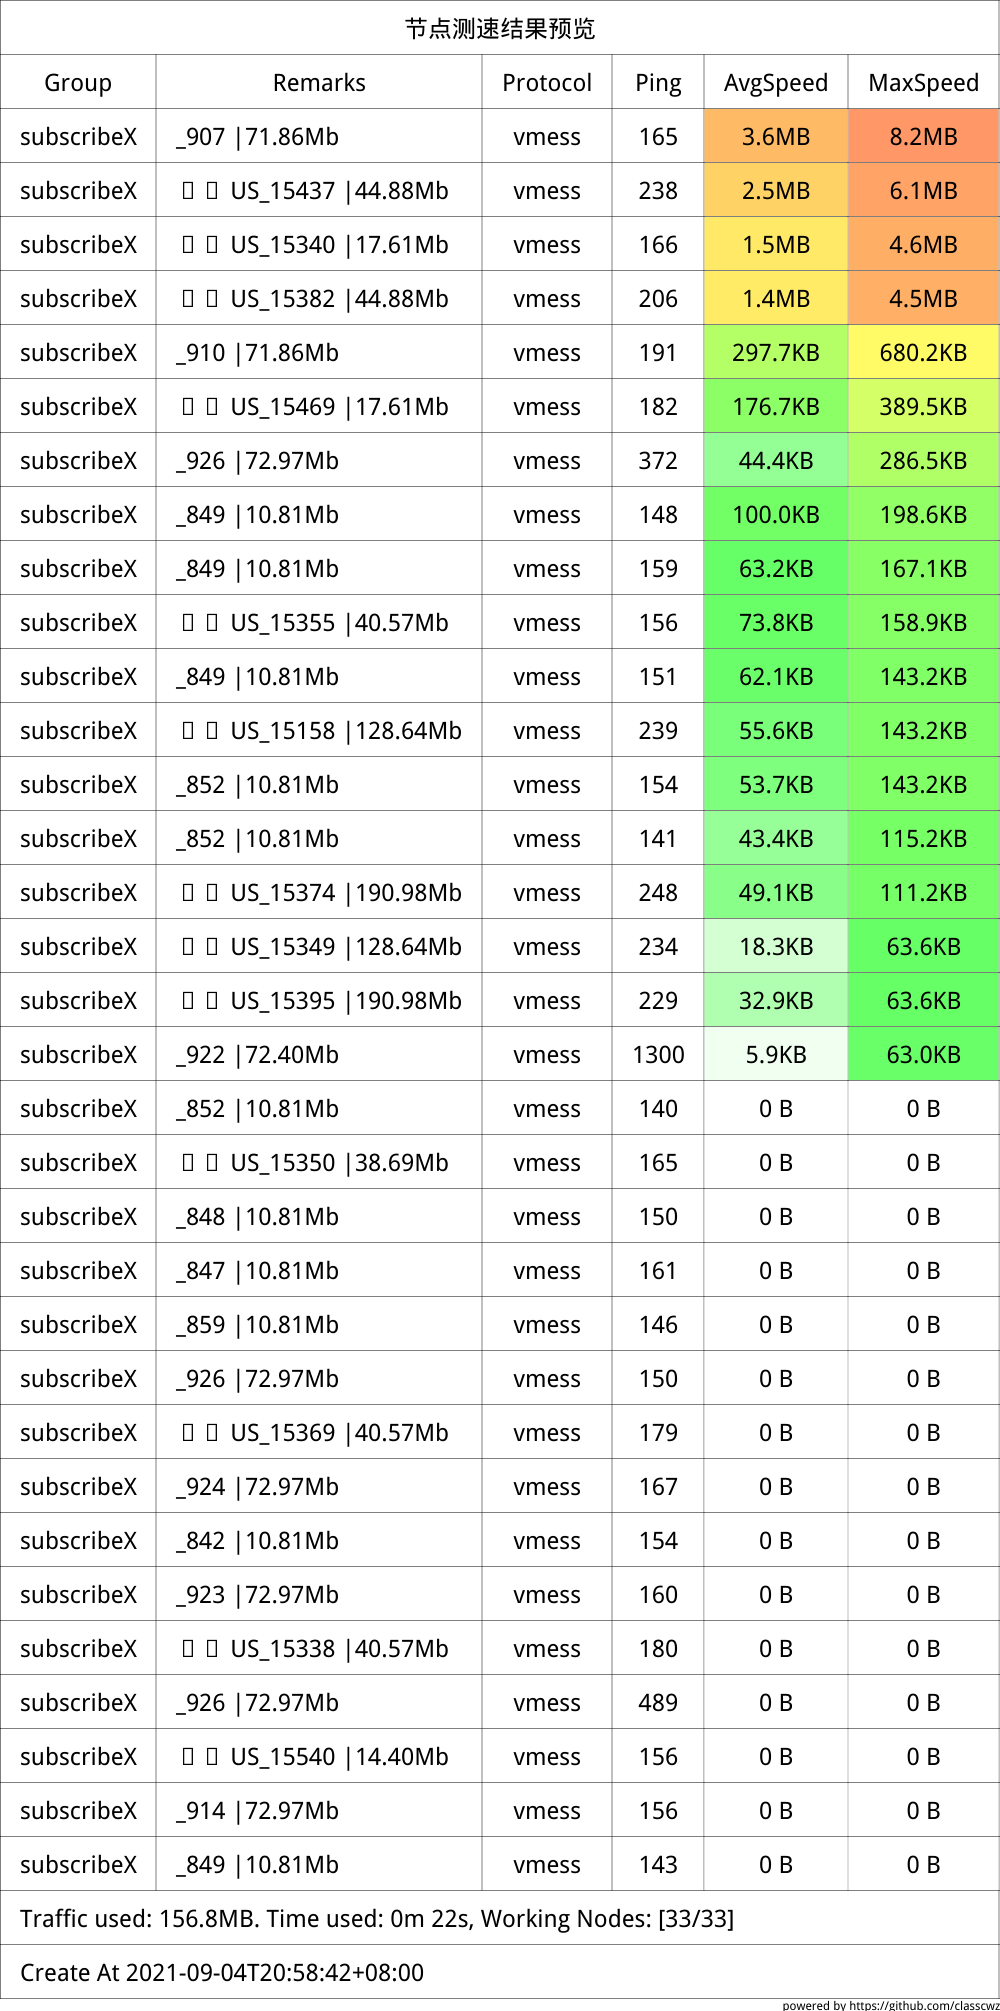 节点测速结果预览
Group Remarks Protocol Ping AvgSpeed MaxSpeed
subscribeX _907 |71.86Mb vmess 165 3.6MB 8.2MB
subscribeX US_15437 |44.88Mb vmess 238 2.5MB 6.1MB
subscribeX US_15340 |17.61Mb vmess 166 1.5MB 4.6MB
subscribeX US_15382 |44.88Mb vmess 206 1.4MB 4.5MB
subscribeX _910 |71.86Mb vmess 191 297.7KB 680.2KB
subscribeX US_15469 |17.61Mb vmess 182 176.7KB 389.5KB
subscribeX _926 |72.97Mb vmess 372 44.4KB 286.5KB
subscribeX _849 |10.81Mb vmess 148 100.0KB 198.6KB
subscribeX _849 |10.81Mb vmess 159 63.2KB 167.1KB
subscribeX US_15355 |40.57Mb vmess 156 73.8KB 158.9KB
subscribeX _849 |10.81Mb vmess 151 62.1KB 143.2KB
subscribeX US_15158 |128.64Mb vmess 239 55.6KB 143.2KB
subscribeX _852 |10.81Mb vmess 154 53.7KB 143.2KB
subscribeX _852 |10.81Mb vmess 141 43.4KB 115.2KB
subscribeX US_15374 |190.98Mb vmess 248 49.1KB 111.2KB
subscribeX US_15349 |128.64Mb vmess 234 18.3KB 63.6KB
subscribeX US_15395 |190.98Mb vmess 229 32.9KB 63.6KB
subscribeX _922 |72.40Mb vmess 1300 5.9KB 63.0KB
subscribeX _852 |10.81Mb vmess 140 0 B 0 B
subscribeX US_15350 |38.69Mb vmess 165 0 B 0 B
subscribeX _848 |10.81Mb vmess 150 0 B 0 B
subscribeX _847 |10.81Mb vmess 161 0 B 0 B
subscribeX _859 |10.81Mb vmess 146 0 B 0 B
subscribeX _926 |72.97Mb vmess 150 0 B 0 B
subscribeX US_15369 |40.57Mb vmess 179 0 B 0 B
subscribeX _924 |72.97Mb vmess 167 0 B 0 B
subscribeX _842 |10.81Mb vmess 154 0 B 0 B
subscribeX _923 |72.97Mb vmess 160 0 B 0 B
subscribeX US_15338 |40.57Mb vmess 180 0 B 0 B
subscribeX _926 |72.97Mb vmess 489 0 B 0 B
subscribeX US_15540 |14.40Mb vmess 156 0 B 0 B
subscribeX _914 |72.97Mb vmess 156 0 B 0 B
subscribeX _849 |10.81Mb vmess 143 0 B 0 B
Traffic used: 156.8MB. Time used: 0m 22s, Working Nodes: [33/33]
Create At 2021-09-04T20:58:42+08:00
powered by https://github.com/classcwz